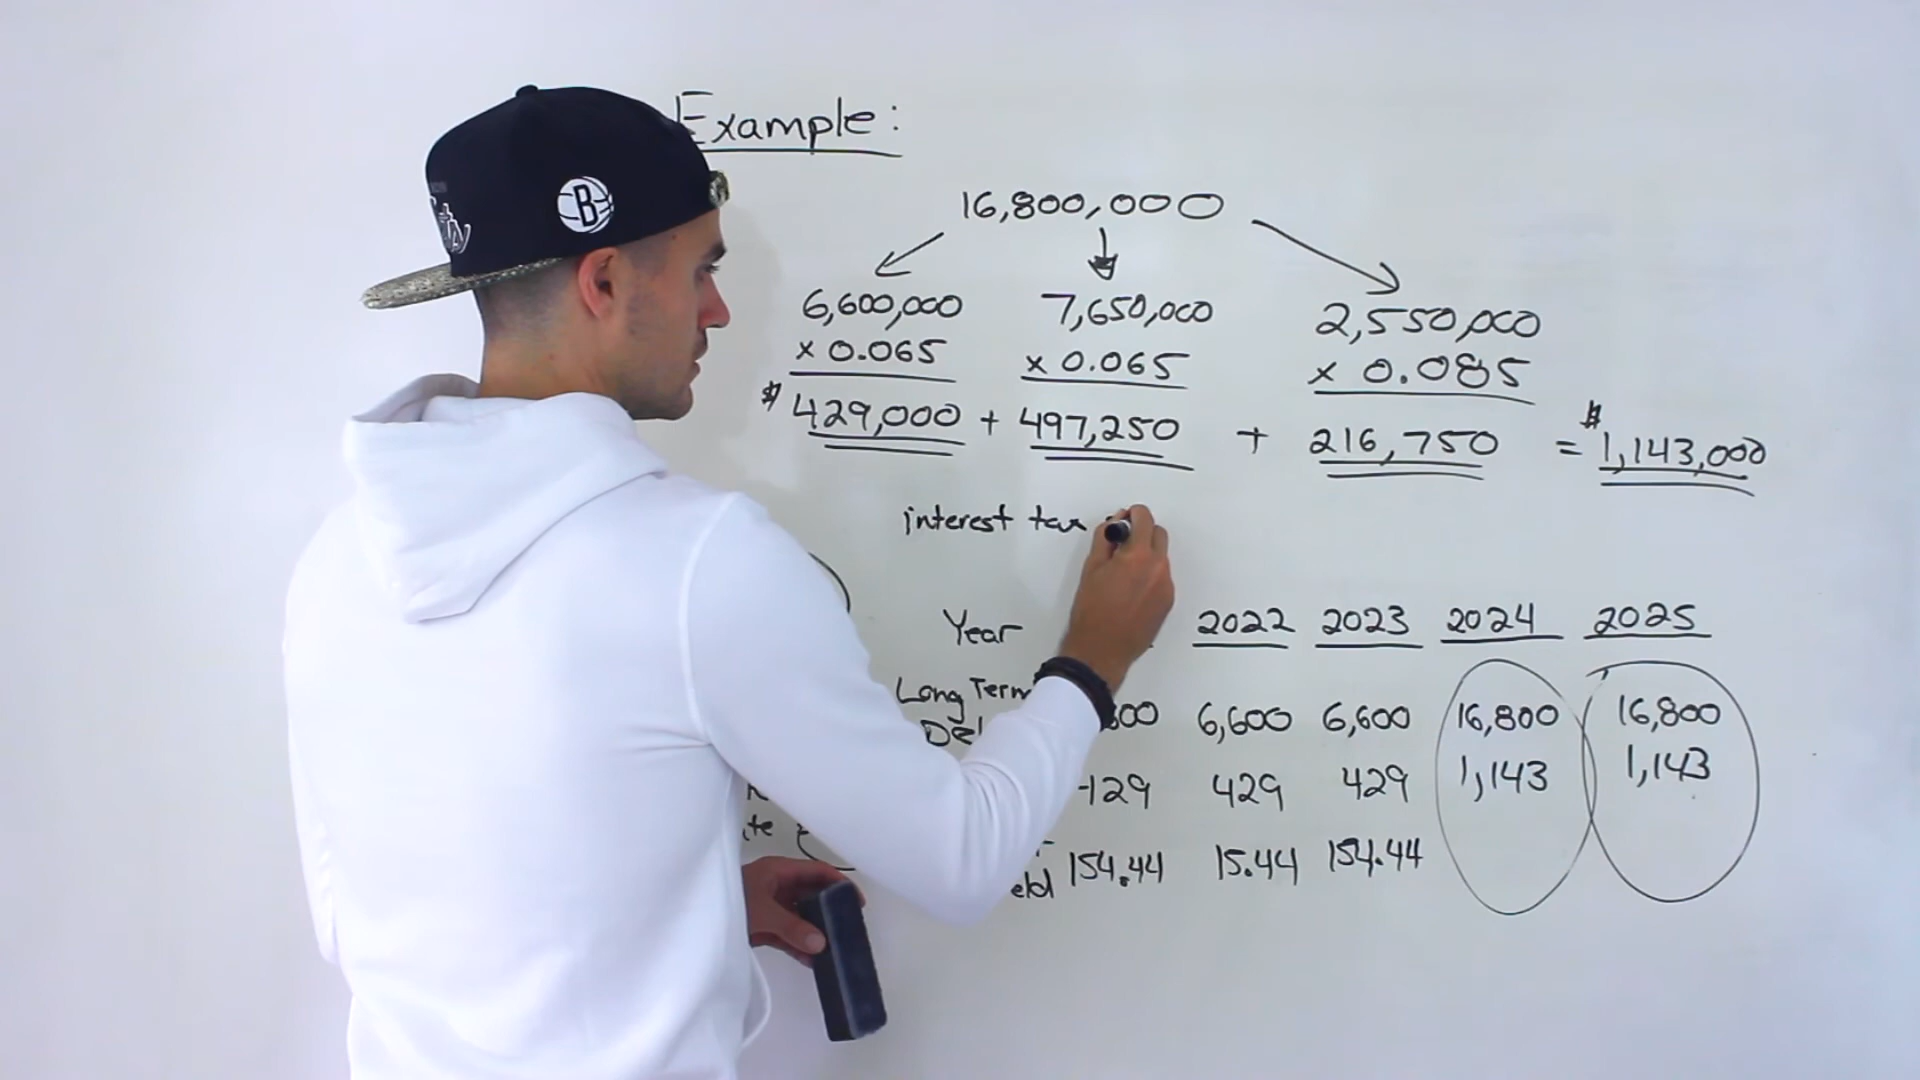 Example:
16,800,000
6,600,000 7,650,000 2,550,000
x 0.065 x 0.065 x 0.085
$ 429,000 + 497,250 + 216,750 = $ 1,143,000
interest tax
Year 2022 2023 2024 2025
Long Term 6,600 6,600 16,800 16,800
129 429 429 1,143 1,143
154.44 15.44 154.44
B